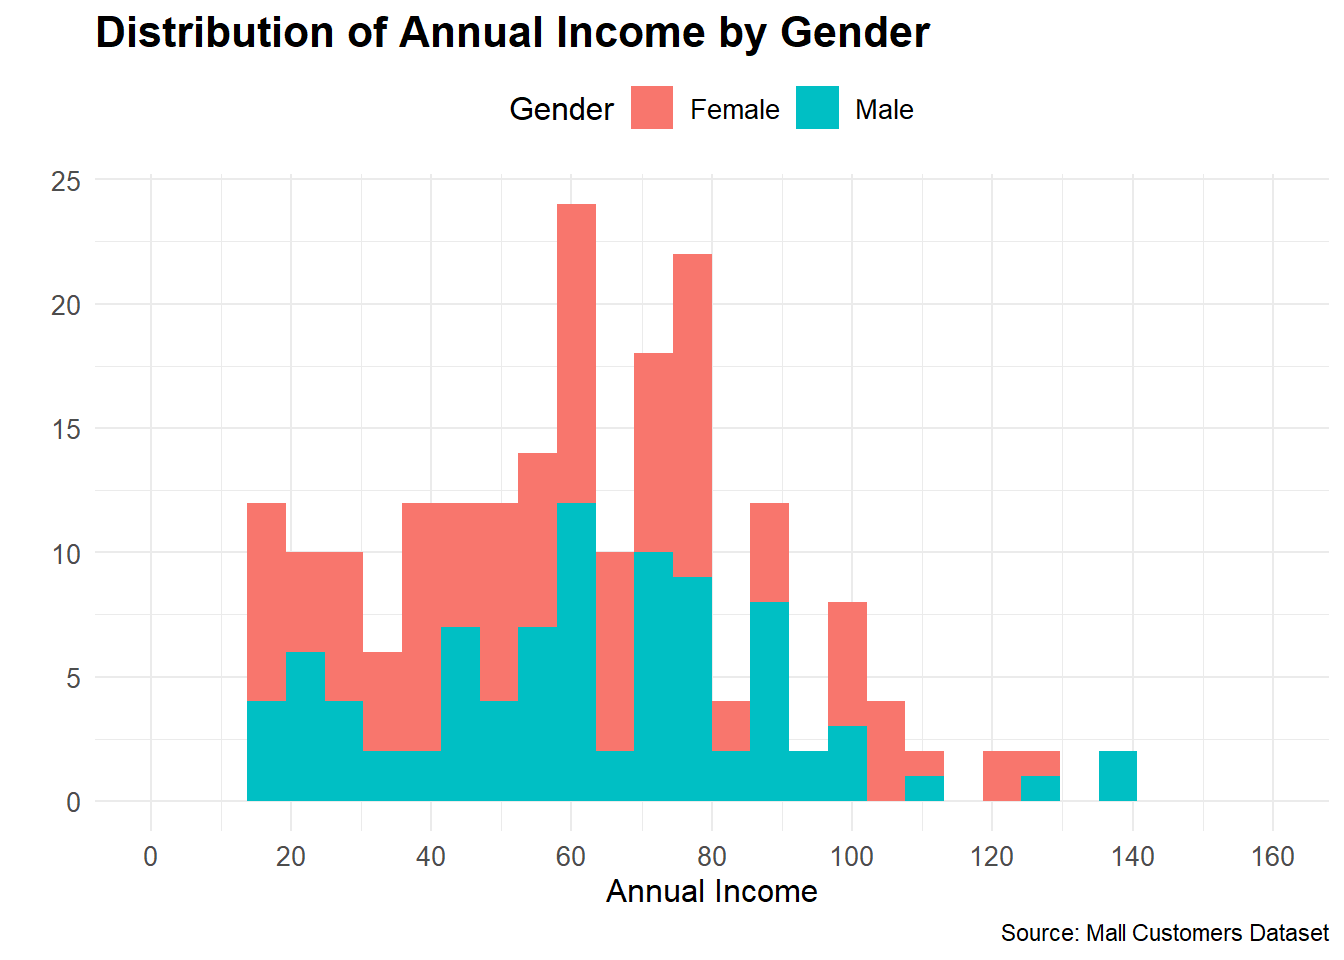 Distribution of Annual Income by Gender
Gender Female Male
25
20
15
10
5
0
0 20 40 60 80 100 120 140 160
Annual Income
Source: Mall Customers Dataset